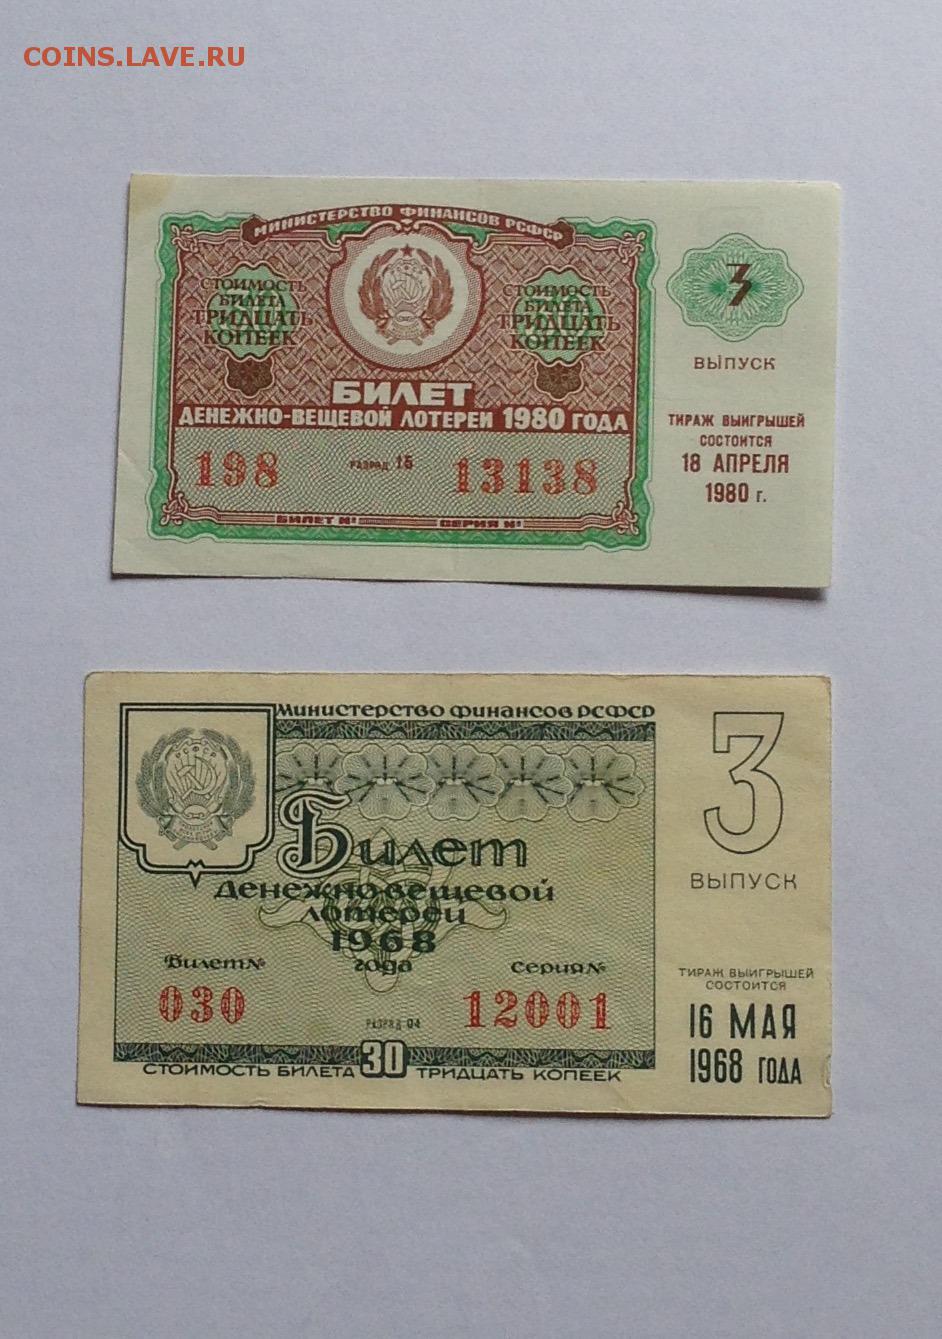 COINS.LAVE.RU
МИНИСТЕРСТВО ФИНАНСОВ РСФСР
СТОИМОСТЬ
БИЛЕТА
ТРИДЦАТЬ
КОПЕЕК
СТОИМОСТЬ
БИЛЕТА
ТРИДЦАТЬ
КОПЕЕК
БИЛЕТ
ДЕНЕЖНО-ВЕЩЕВОЙ ЛОТЕРЕИ 1980 ГОДА
198 РАЗРЯД 15 13138
БИЛЕТ № СЕРИЯ №
3
ВЫПУСК
ТИРАЖ ВЫИГРЫШЕЙ
СОСТОИТСЯ
18 АПРЕЛЯ
1980 г.
Министерство финансов РСФСР
РСФСР
Билет
денежно-вещевой
лотереи
1968
года
Билет № Серия №
030 РАЗРЯД 04 12001
СТОИМОСТЬ БИЛЕТА 30 ТРИДЦАТЬ КОПЕЕК
3
ВЫПУСК
ТИРАЖ ВЫИГРЫШЕЙ
СОСТОИТСЯ
16 МАЯ
1968 ГОДА